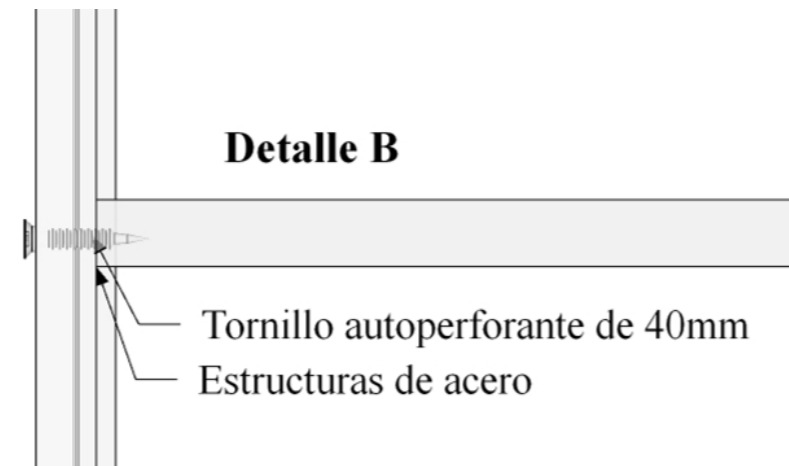 Detalle B
Tornillo autoperforante de 40mm
Estructuras de acero